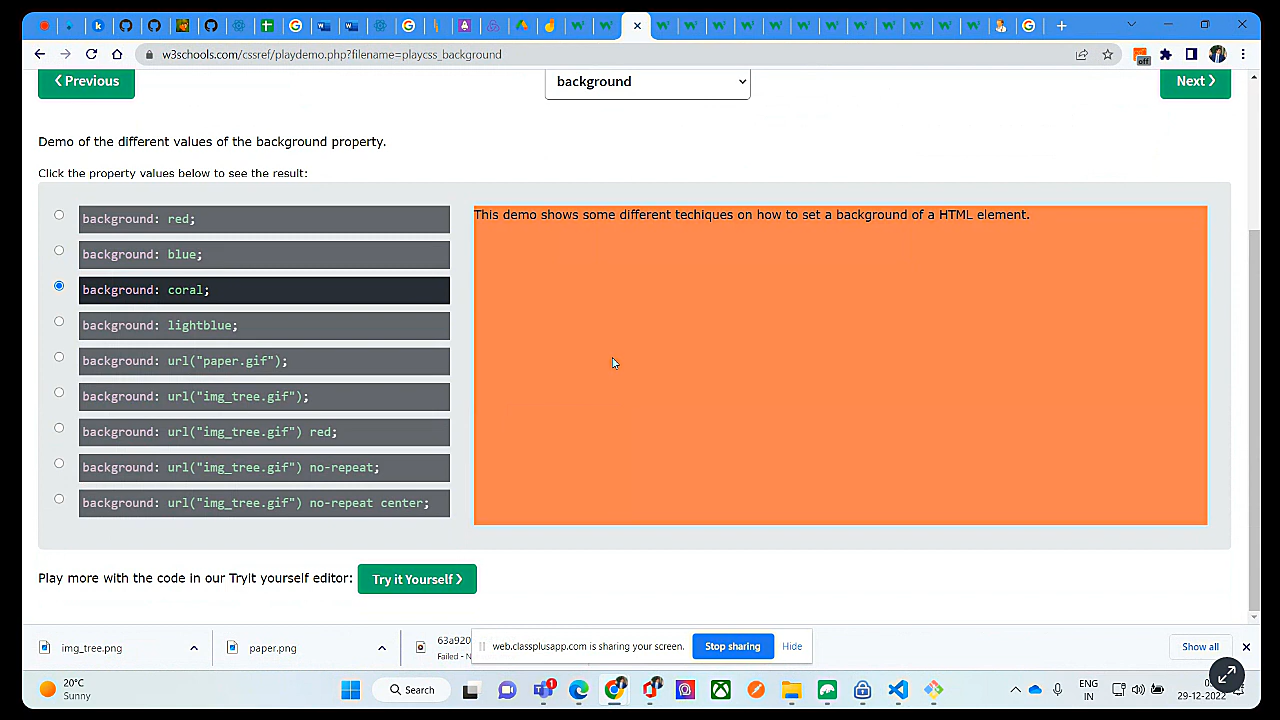 w3schools.com/cssref/playdemo.php?filename=playcss_background
off
❮ Previous
background
Next ❯
Demo of the different values of the background property.
Click the property values below to see the result:
background: red;
This demo shows some different techiques on how to set a background of a HTML element.
background: blue;
background: coral;
background: lightblue;
background: url("paper.gif");
background: url("img_tree.gif");
background: url("img_tree.gif") red;
background: url("img_tree.gif") no-repeat;
background: url("img_tree.gif") no-repeat center;
Play more with the code in our TryIt yourself editor:
Try it Yourself ❯
img_tree.png
paper.png
63a920
Failed - N
web.classplusapp.com is sharing your screen.
Stop sharing
Hide
Show all
20°C
Sunny
Search
ENG
IN
29-12-2022